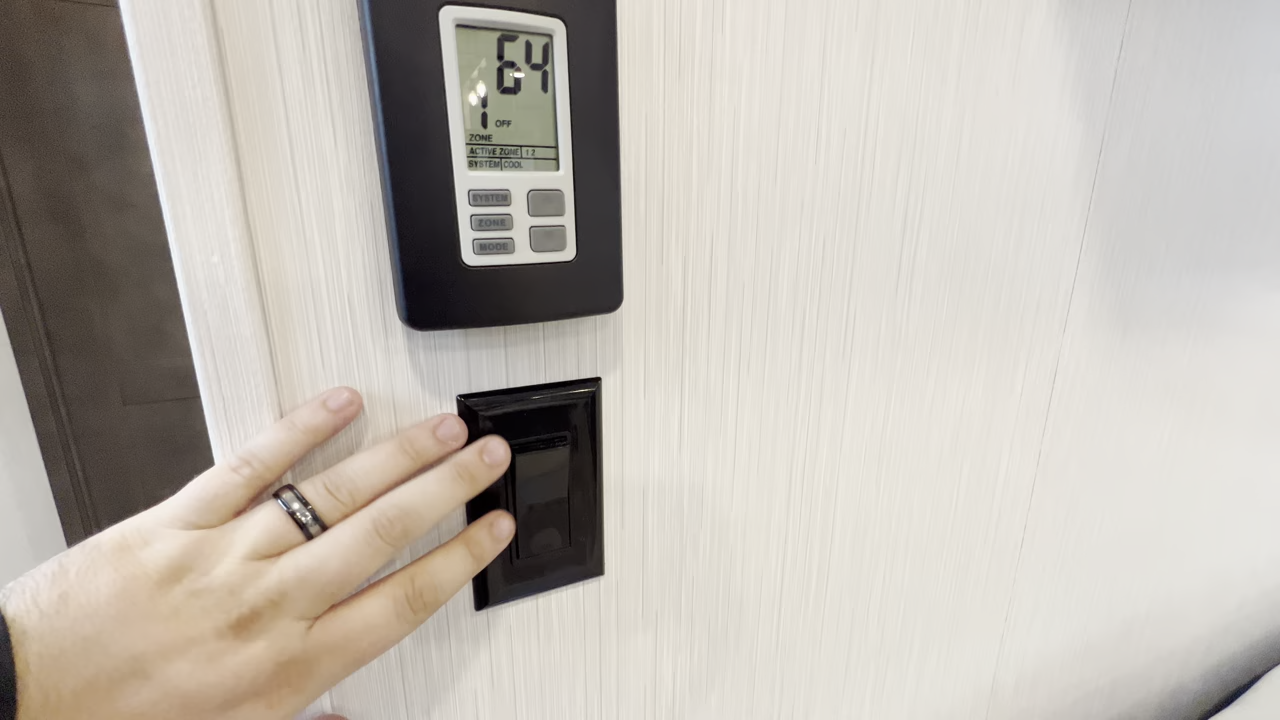 64
1 OFF
ZONE
ACTIVE ZONE 1 2
SYSTEM COOL
SYSTEM
ZONE
MODE